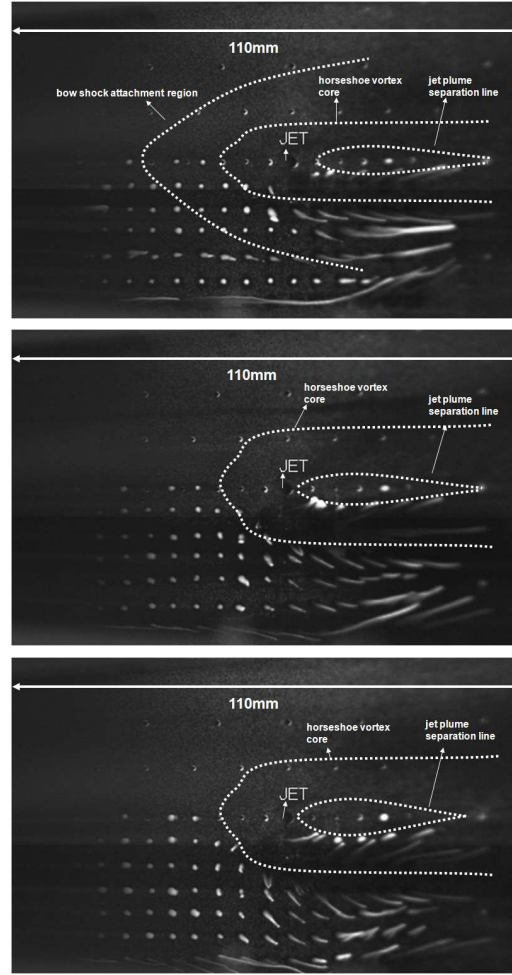 110mm
bow shock attachment region
horseshoe vortex
core
jet plume
separation line
JET
110mm
horseshoe vortex
core
jet plume
separation line
JET
110mm
horseshoe vortex
core
jet plume
separation line
JET